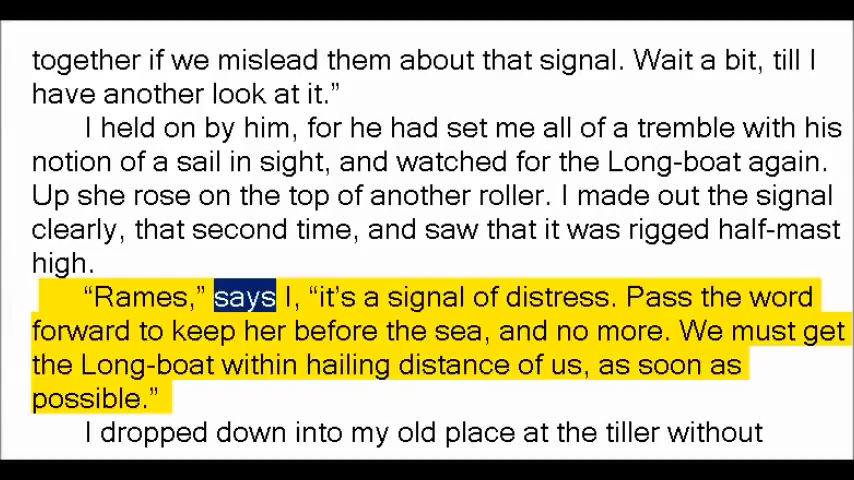 together if we mislead them about that signal. Wait a bit, till I
have another look at it.”
I held on by him, for he had set me all of a tremble with his
notion of a sail in sight, and watched for the Long-boat again.
Up she rose on the top of another roller. I made out the signal
clearly, that second time, and saw that it was rigged half-mast
high.
“Rames,” says I, “it’s a signal of distress. Pass the word
forward to keep her before the sea, and no more. We must get
the Long-boat within hailing distance of us, as soon as
possible.”
I dropped down into my old place at the tiller without